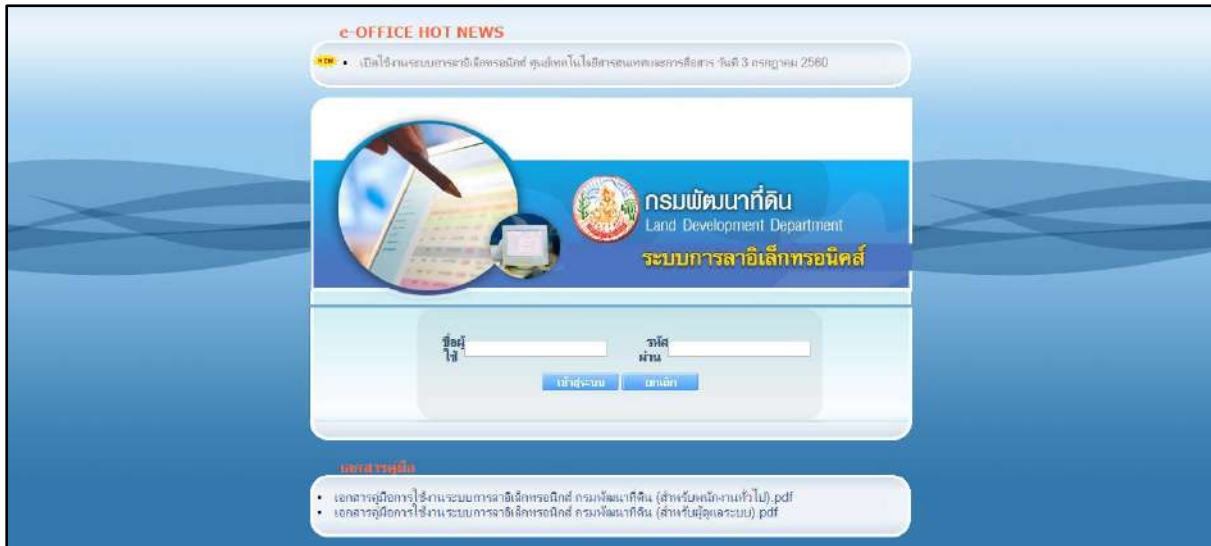 e-OFFICE HOT NEWS
NEW • เปิดใช้งานระบบการลาอิเล็กทรอนิกส์ ศูนย์เทคโนโลยีสารสนเทศและการสื่อสาร วันที่ 3 กรกฎาคม 2560
กรมพัฒนาที่ดิน
Land Development Department
ระบบการลาอิเล็กทรอนิคส์
ชื่อผู้ใช้ รหัสผ่าน
เข้าสู่ระบบ ยกเลิก
เอกสารคู่มือ
• เอกสารคู่มือการใช้งานระบบการลาอิเล็กทรอนิกส์ กรมพัฒนาที่ดิน (สำหรับพนักงานทั่วไป).pdf
• เอกสารคู่มือการใช้งานระบบการลาอิเล็กทรอนิกส์ กรมพัฒนาที่ดิน (สำหรับผู้ดูแลระบบ).pdf